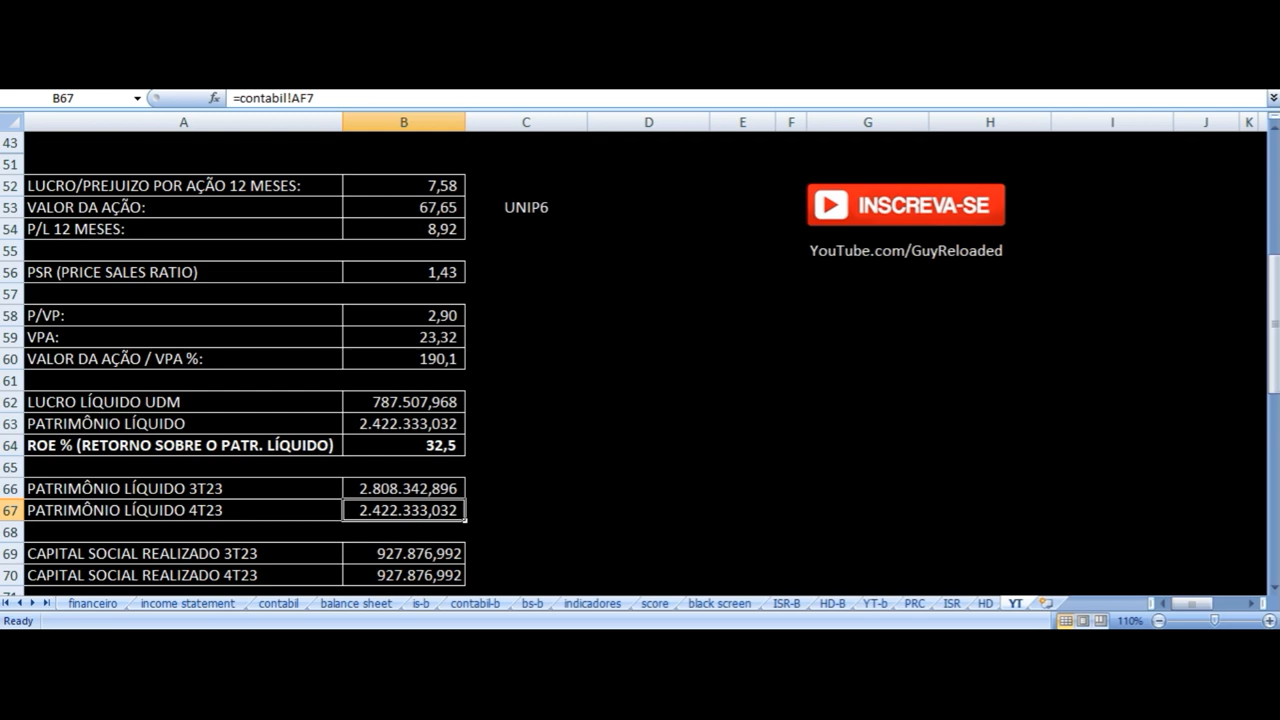 B67 fx =contabil!AF7
A B C D E F G H I J K
43
51
52 LUCRO/PREJUIZO POR AÇÃO 12 MESES: 7,58
53 VALOR DA AÇÃO: 67,65 UNIP6
54 P/L 12 MESES: 8,92
INSCREVA-SE
55 YouTube.com/GuyReloaded
56 PSR (PRICE SALES RATIO) 1,43
57
58 P/VP: 2,90
59 VPA: 23,32
60 VALOR DA AÇÃO / VPA %: 190,1
61
62 LUCRO LÍQUIDO UDM 787.507,968
63 PATRIMÔNIO LÍQUIDO 2.422.333,032
64 ROE % (RETORNO SOBRE O PATR. LÍQUIDO) 32,5
65
66 PATRIMÔNIO LÍQUIDO 3T23 2.808.342,896
67 PATRIMÔNIO LÍQUIDO 4T23 2.422.333,032
68
69 CAPITAL SOCIAL REALIZADO 3T23 927.876,992
70 CAPITAL SOCIAL REALIZADO 4T23 927.876,992
financeiro income statement contabil balance sheet is-b contabil-b bs-b indicadores score black screen ISR-B HD-B YT-b PRC ISR HD YT
Ready 110%